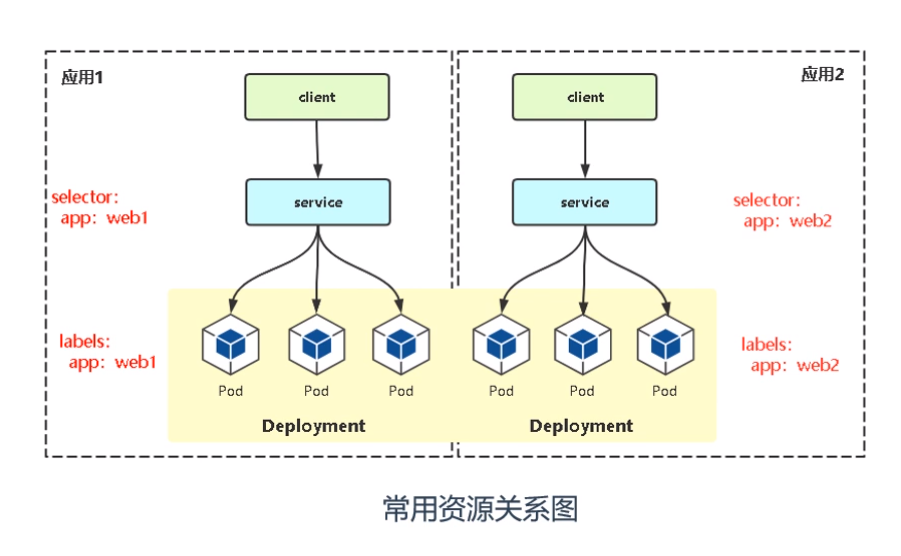 应用1
应用2
client
client
selector:
app: web1
service
service
selector:
app: web2
labels:
app: web1
labels:
app: web2
Pod
Pod
Pod
Pod
Pod
Pod
Deployment
Deployment
常用资源关系图